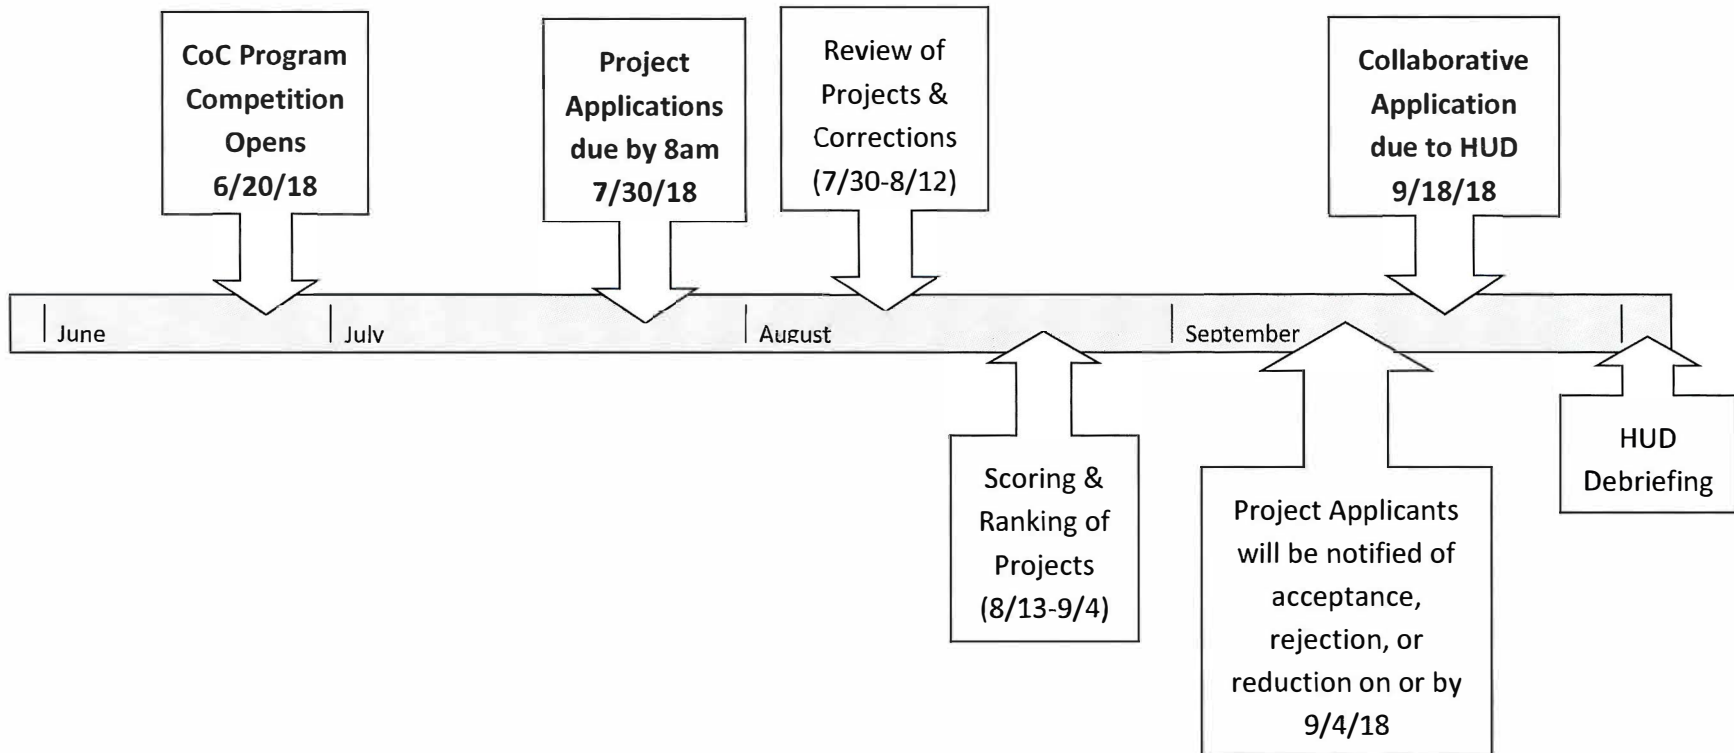 CoC Program
Competition
Opens
6/20/18
Project
Applications
due by 8am
7/30/18
Review of
Projects &
Corrections
(7/30-8/12)
Collaborative
Application
due to HUD
9/18/18
June
July
August
September
Scoring &
Ranking of
Projects
(8/13-9/4)
Project Applicants
will be notified of
acceptance,
rejection, or
reduction on or by
9/4/18
HUD
Debriefing